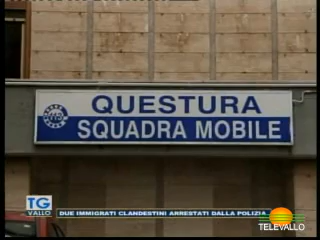 QUESTURA
SQUADRA MOBILE
TG
VALLO
DUE IMMIGRATI CLANDESTINI ARRESTATI DALLA POLIZIA
TELEVALLO